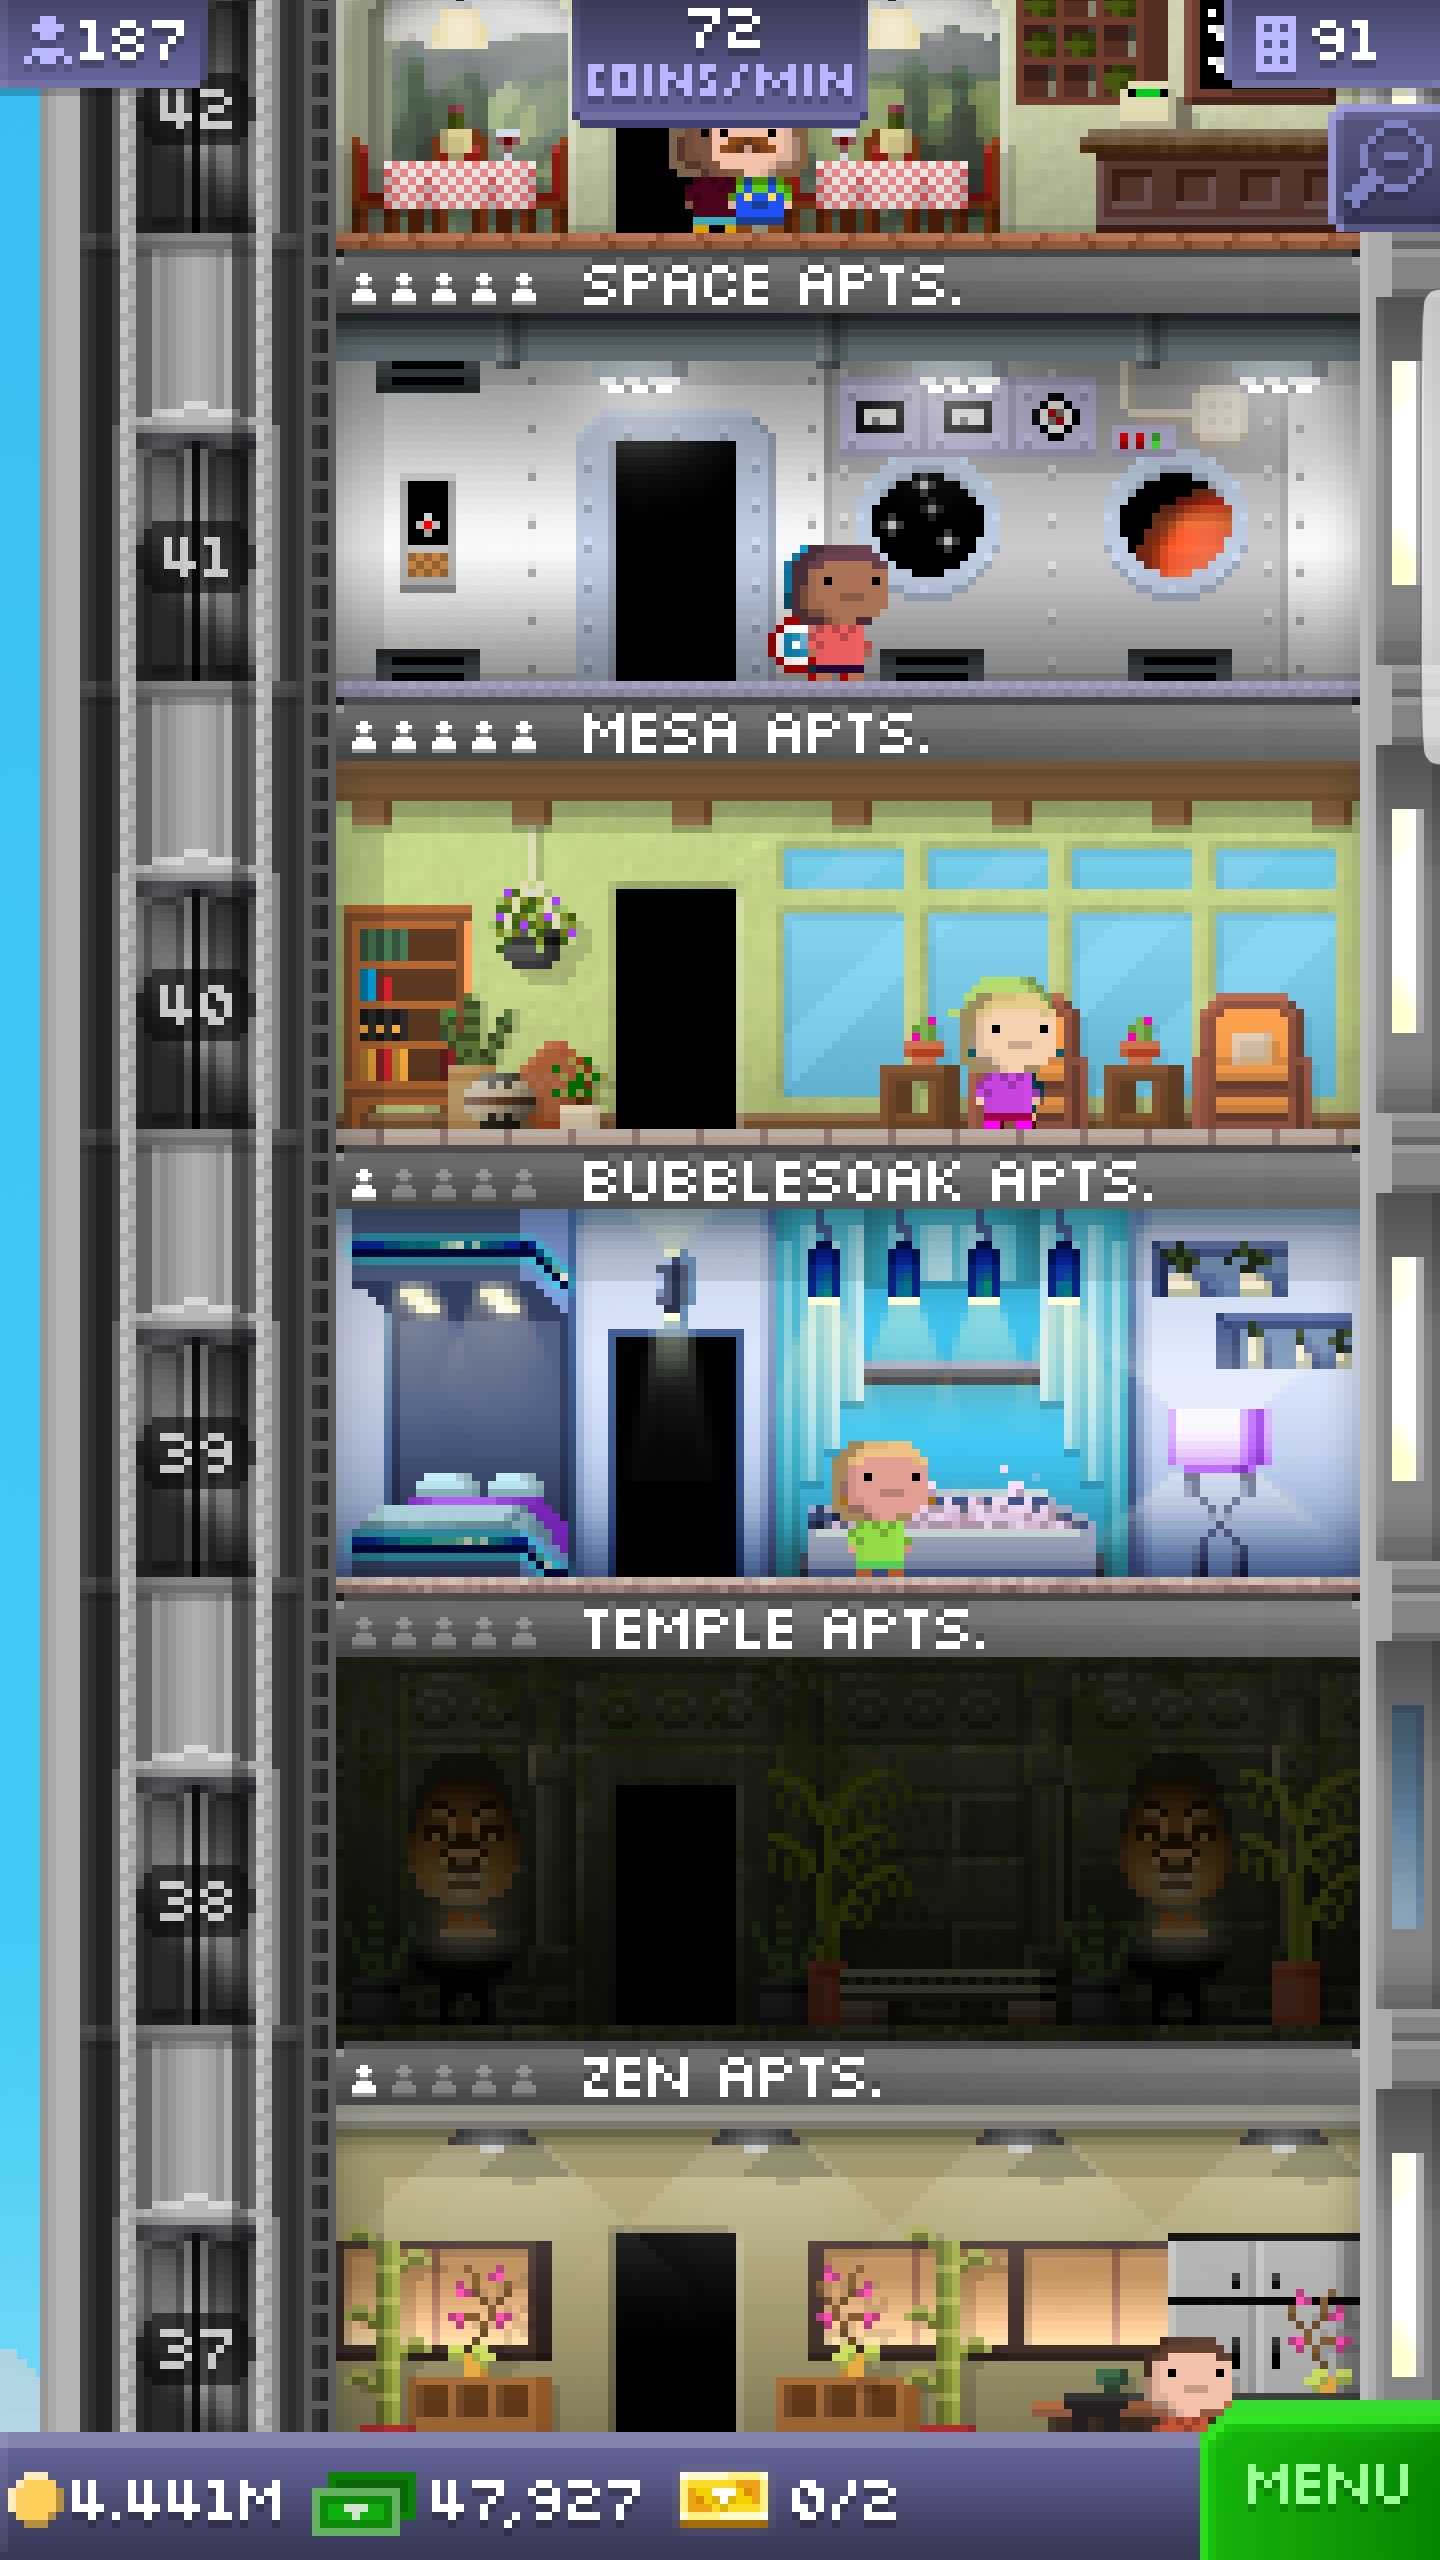 187
72
COINS/MIN
91
42
SPACE APTS.
41
MESA APTS.
40
BUBBLESOAK APTS.
39
TEMPLE APTS.
38
ZEN APTS.
37
4.441M 47,927 0/2
MENU